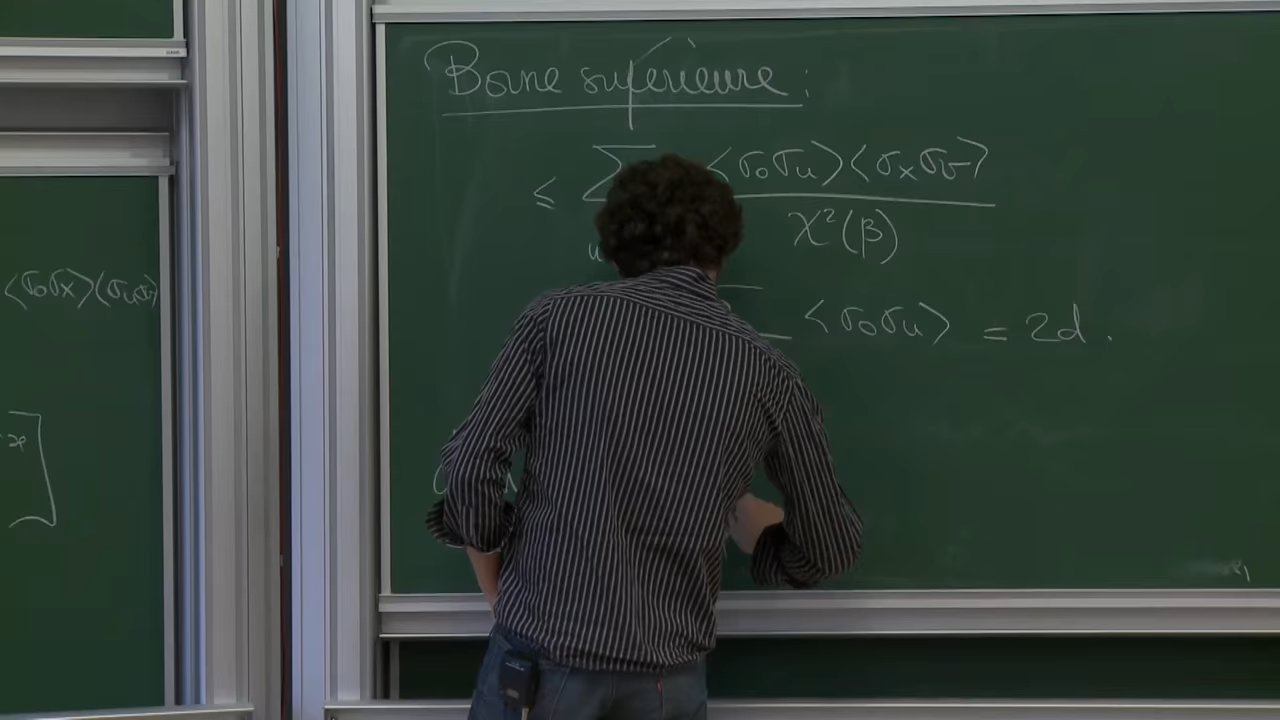 Borne supérieure :
≤ Σ <σ₀σᵤ><σₓσᵥ>
u
χ²(β)
<σ₀σᵤ> = 2d.
<σ₀σₓ><σᵤσᵥ>